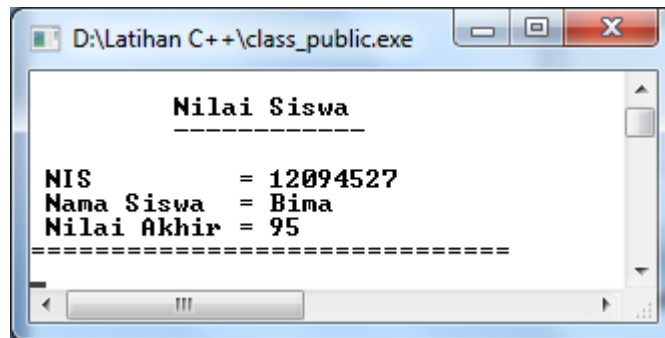 D:\Latihan C++\class_public.exe
Nilai Siswa
------------
NIS = 12094527
Nama Siswa = Bima
Nilai Akhir = 95
==============================